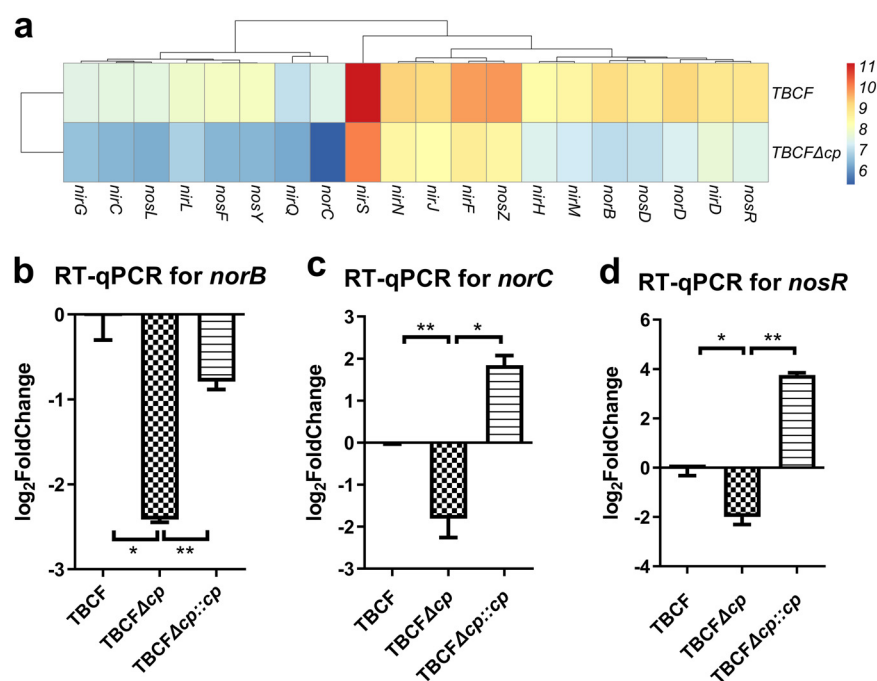 a
11
10
9
8
7
6
TBCF
TBCFΔcp
nirG nirC nosL nirL nosF nosY nirQ norC nirS nirN nirJ nirF nosZ nirH nirM norB nosD norD nirD nosR
b
RT-qPCR for norB
log2FoldChange
0
-1
-2
-3
* **
TBCF TBCFΔcp TBCFΔcp::cp
c
RT-qPCR for norC
log2FoldChange
3
2
1
0
-1
-2
-3
** *
TBCF TBCFΔcp TBCFΔcp::cp
d
RT-qPCR for nosR
log2FoldChange
6
4
2
0
-2
-4
* **
TBCF TBCFΔcp TBCFΔcp::cp